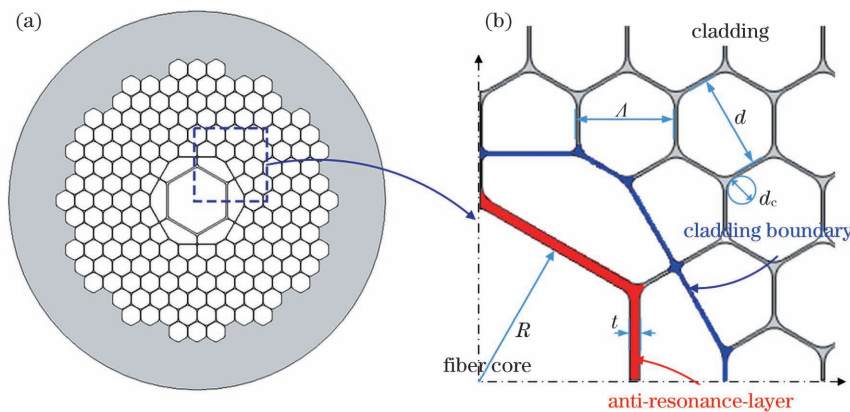 (a)
(b)
cladding
Λ
d
d_c
cladding boundary
R
t
fiber core
anti-resonance-layer